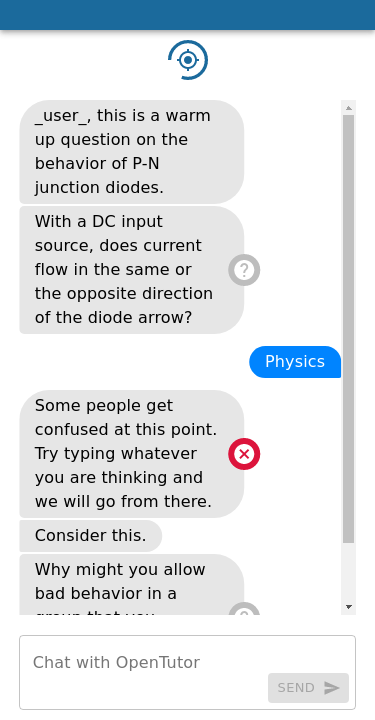 _user_, this is a warm
up question on the
behavior of P-N
junction diodes.
With a DC input
source, does current
flow in the same or
the opposite direction
of the diode arrow?
Physics
Some people get
confused at this point.
Try typing whatever
you are thinking and
we will go from there.
Consider this.
Why might you allow
bad behavior in a
group that you
Chat with OpenTutor
SEND